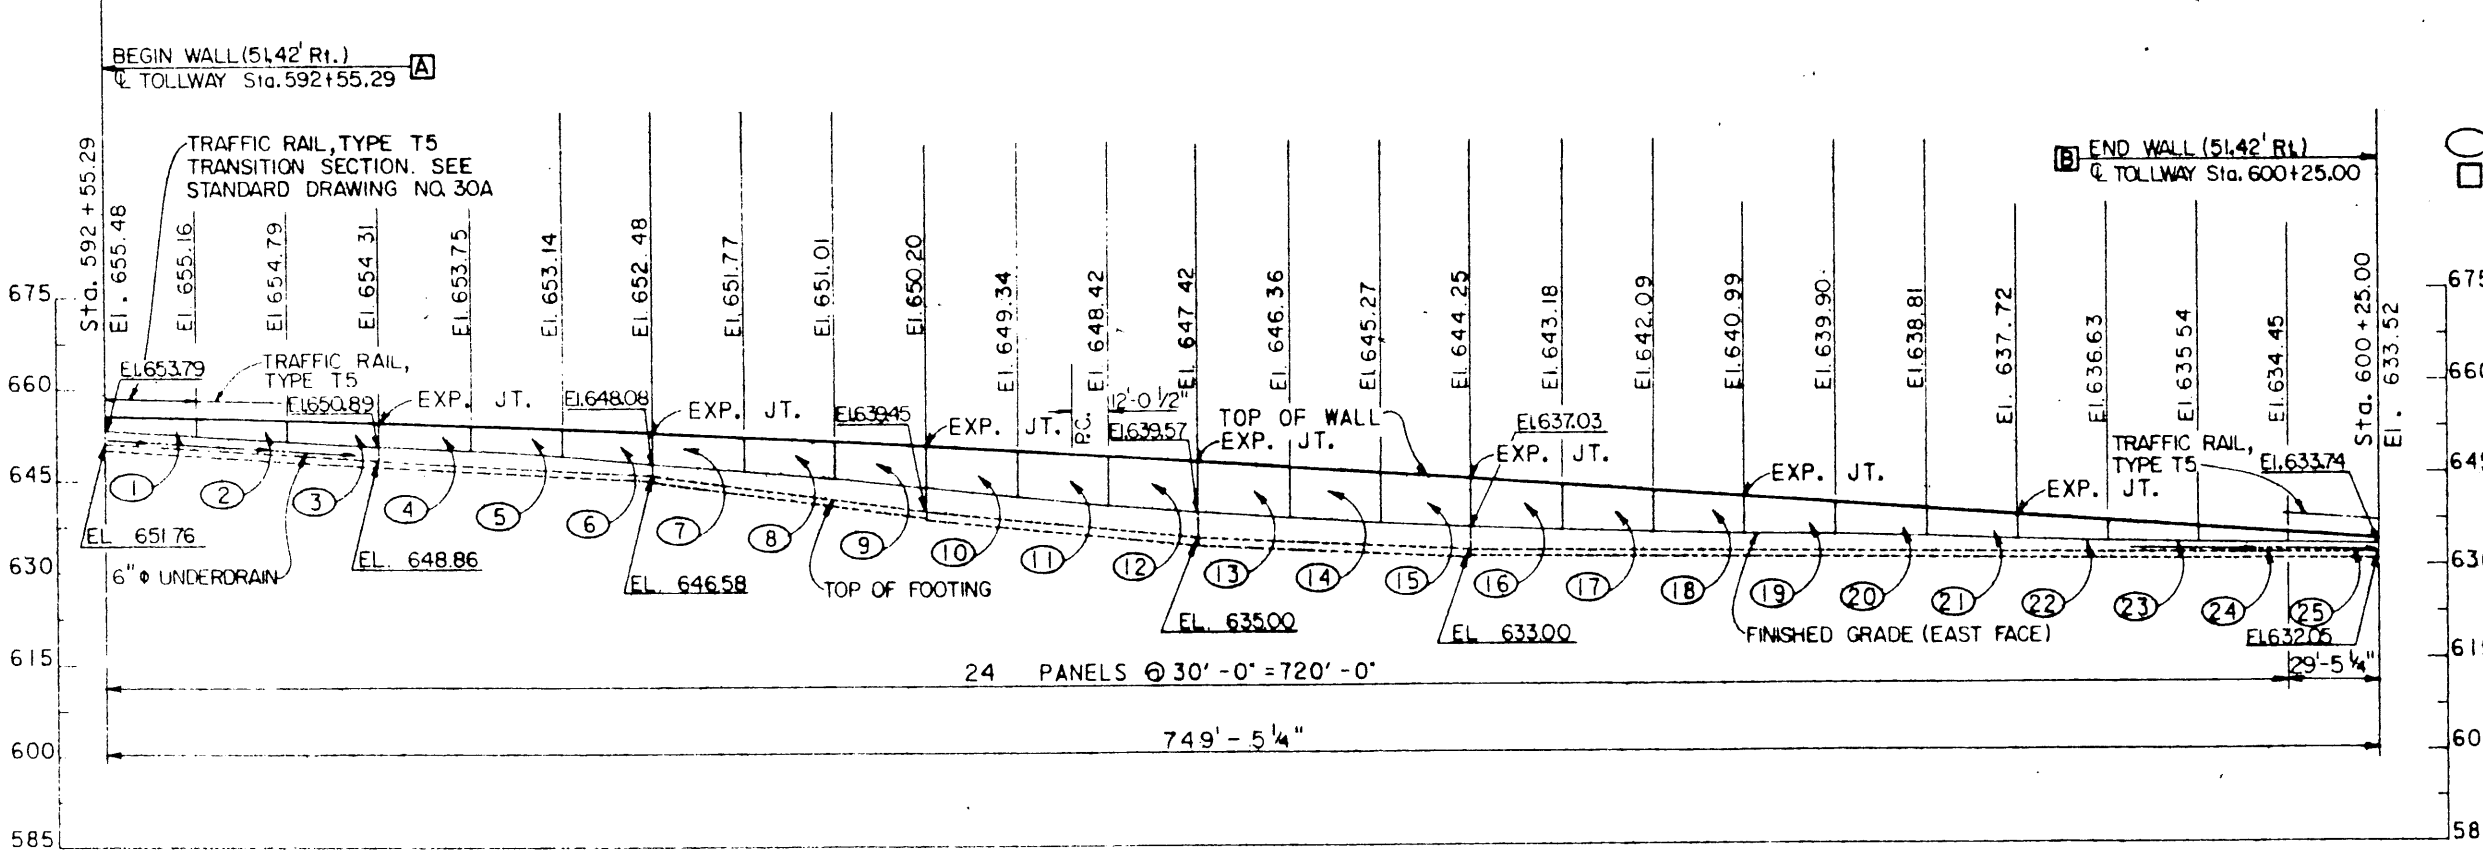 BEGIN WALL (51.42' Rt.)
℄ TOLLWAY Sta. 592+55.29
A
TRAFFIC RAIL, TYPE T5
TRANSITION SECTION. SEE
STANDARD DRAWING NO. 30A
B
END WALL (51.42' Rt.)
℄ TOLLWAY Sta. 600+25.00
Sta. 592+55.29
El. 655.48
El. 655.16
El. 654.79
El. 654.31
El. 653.75
El. 653.14
El. 652.48
El. 651.77
El. 651.01
El. 650.20
El. 649.34
El. 648.42
El. 647.42
El. 646.36
El. 645.27
El. 644.25
El. 643.18
El. 642.09
El. 640.99
El. 639.90
El. 638.81
El. 637.72
El. 636.63
El. 635.54
El. 634.45
Sta. 600+25.00
El. 633.52
675
660
645
630
615
600
585
El. 653.79
TRAFFIC RAIL,
TYPE T5
El. 650.89
EXP. JT.
El. 648.08
EXP. JT.
El. 639.45
EXP. JT.
P.C.
12'-0 1/2"
El. 639.57
TOP OF WALL
EXP. JT.
El. 637.03
EXP. JT.
EXP. JT.
EXP. JT.
TRAFFIC RAIL,
TYPE T5
El. 633.74
1
2
3
4
5
6
7
8
9
10
11
12
13
14
15
16
17
18
19
20
21
22
23
24
25
EL 651.76
6" Φ UNDERDRAIN
EL. 648.86
EL. 646.58
TOP OF FOOTING
EL. 635.00
EL 633.00
FINISHED GRADE (EAST FACE)
El. 632.05
24 PANELS @ 30'-0" = 720'-0"
29'-5 1/4"
749'-5 1/4"
675